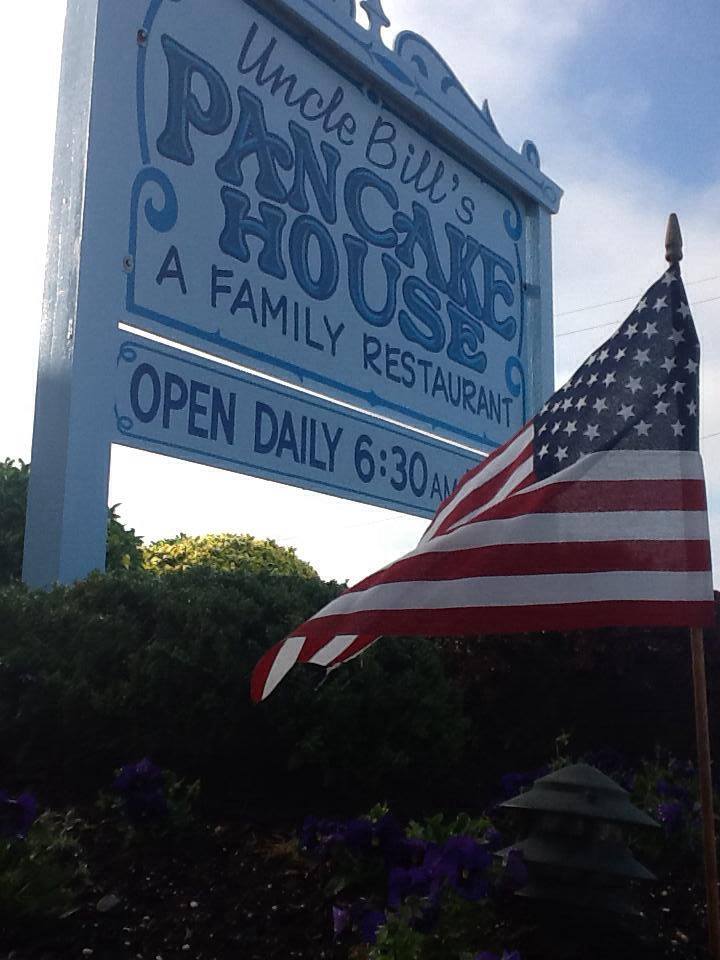 Uncle Bill's
PANCAKE
HOUSE
A FAMILY RESTAURANT
OPEN DAILY 6:30 AM